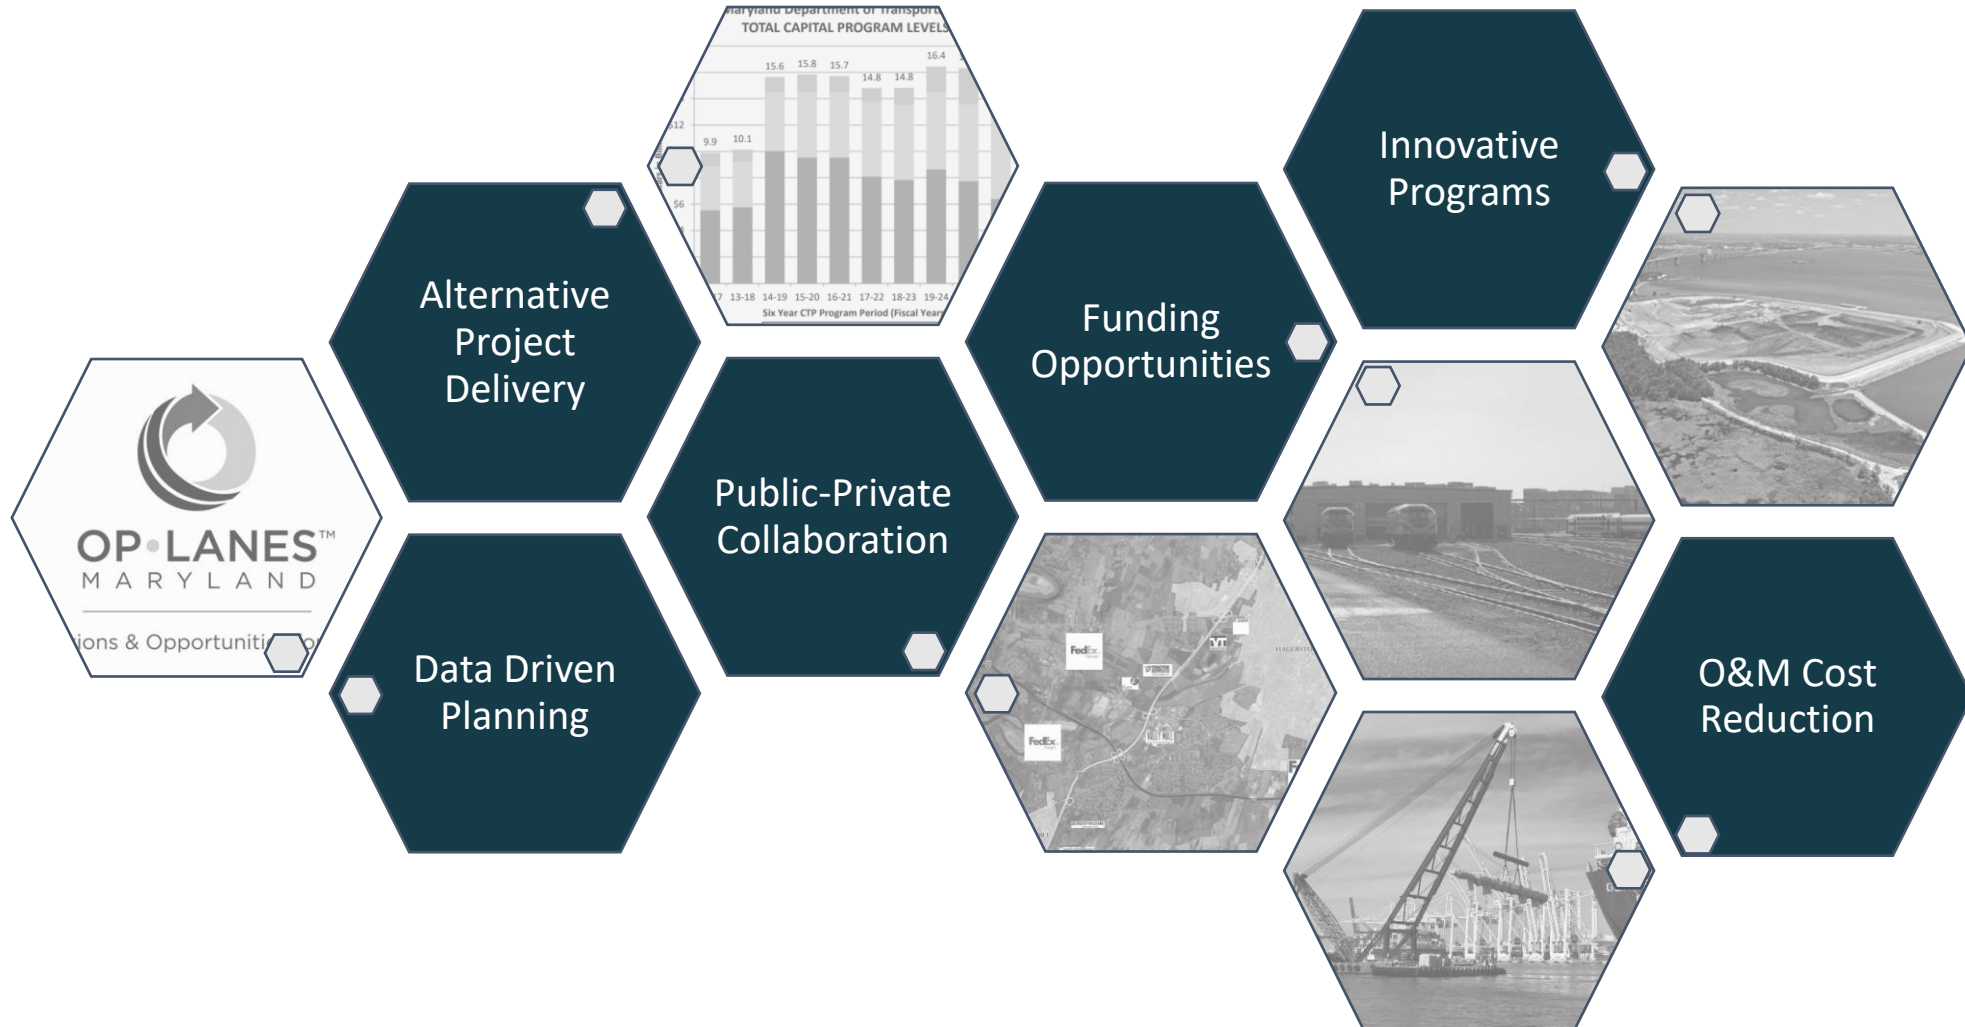 TOTAL CAPITAL PROGRAM LEVELS
15.6
15.8
15.7
14.8
14.8
16.4
9.9
10.1
$12
$6
13-18
14-19
15-20
16-21
17-22
18-23
19-24
Six Year CTP Program Period (Fiscal Years
Innovative
Programs
Alternative
Project
Delivery
Funding
Opportunities
OP•LANES™
MARYLAND
Public-Private
Collaboration
FedEx
FedEx
Data Driven
Planning
O&M Cost
Reduction